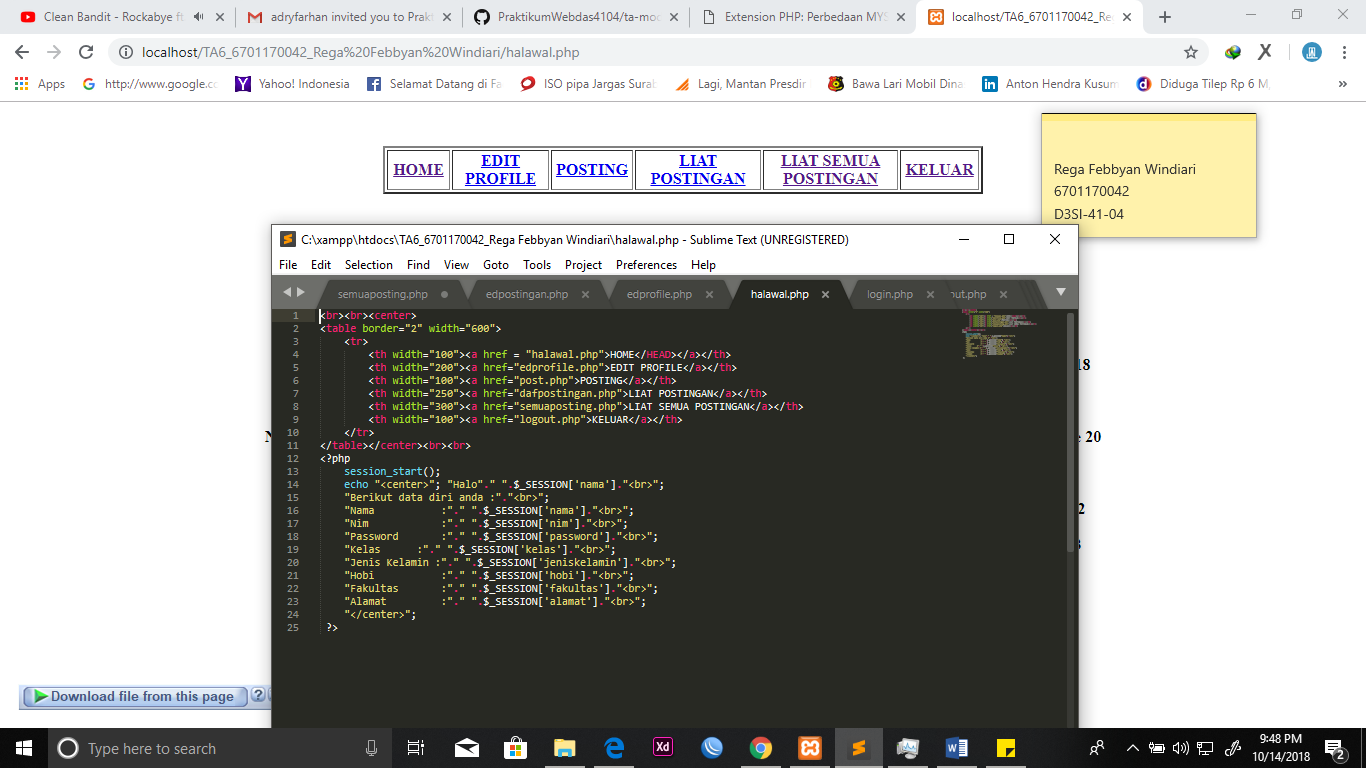 Clean Bandit - Rockabye ft
adryfarhan invited you to Prakt
PraktikumWebdas4104/ta-mod
Extension PHP: Perbedaan MYS
localhost/TA6_6701170042_Re
localhost/TA6_6701170042_Rega%20Febbyan%20Windiari/halawal.php
Apps
http://www.google.co
Yahoo! Indonesia
Selamat Datang di Fa
ISO pipa Jargas Surab
Lagi, Mantan Presdir
Bawa Lari Mobil Dina
Anton Hendra Kusum
Diduga Tilep Rp 6 M,
»
HOME
EDIT
PROFILE
POSTING
LIAT
POSTINGAN
LIAT SEMUA
POSTINGAN
KELUAR
Rega Febbyan Windiari
6701170042
D3SI-41-04
C:\xampp\htdocs\TA6_6701170042_Rega Febbyan Windiari\halawal.php - Sublime Text (UNREGISTERED)
File Edit Selection Find View Goto Tools Project Preferences Help
semuaposting.php edpostingan.php edprofile.php halawal.php login.php out.php
1 <br><br><center>
2 <table border="2" width="600">
3 <tr>
4 <th width="100"><a href = "halawal.php">HOME</HEAD></a></th>
5 <th width="200"><a href="edprofile.php">EDIT PROFILE</a></th>
6 <th width="100"><a href="post.php">POSTING</a></th>
7 <th width="250"><a href="dafpostingan.php">LIAT POSTINGAN</a></th>
8 <th width="300"><a href="semuaposting.php">LIAT SEMUA POSTINGAN</a></th>
9 <th width="100"><a href="logout.php">KELUAR</a></th>
10 </tr>
11 </table></center><br><br>
12 <?php
13 session_start();
14 echo "<center>"; "Halo"." ".$_SESSION['nama']."<br>";
15 "Berikut data diri anda :"."<br>";
16 "Nama :"." ".$_SESSION['nama']."<br>";
17 "Nim :"." ".$_SESSION['nim']."<br>";
18 "Password :"." ".$_SESSION['password']."<br>";
19 "Kelas :"." ".$_SESSION['kelas']."<br>";
20 "Jenis Kelamin :"." ".$_SESSION['jeniskelamin']."<br>";
21 "Hobi :"." ".$_SESSION['hobi']."<br>";
22 "Fakultas :"." ".$_SESSION['fakultas']."<br>";
23 "Alamat :"." ".$_SESSION['alamat']."<br>";
24 "</center>";
25 ?>
18
20
2
Download file from this page
?
Type here to search
Xd
9:48 PM
10/14/2018
2